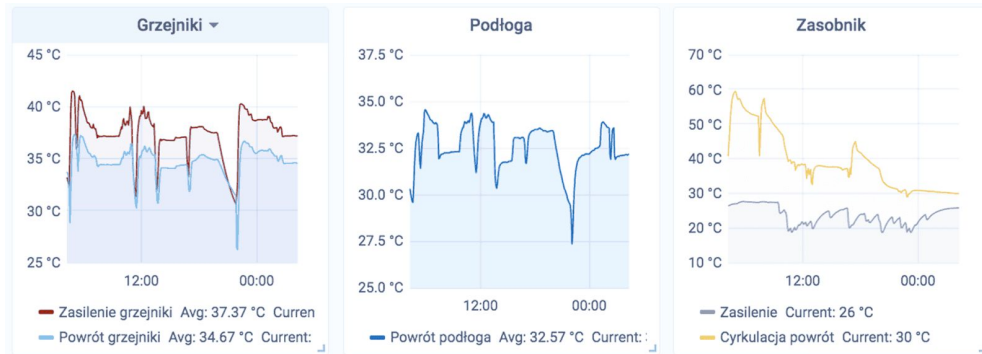 Grzejniki
45 °C
40 °C
35 °C
30 °C
25 °C
12:00 00:00
Zasilenie grzejniki Avg: 37.37 °C Curren
Powrót grzejniki Avg: 34.67 °C Current:
Podłoga
37.5 °C
35.0 °C
32.5 °C
30.0 °C
27.5 °C
25.0 °C
12:00 00:00
Powrót podłoga Avg: 32.57 °C Current:
Zasobnik
70 °C
60 °C
50 °C
40 °C
30 °C
20 °C
10 °C
12:00 00:00
Zasilenie Current: 26 °C
Cyrkulacja powrót Current: 30 °C